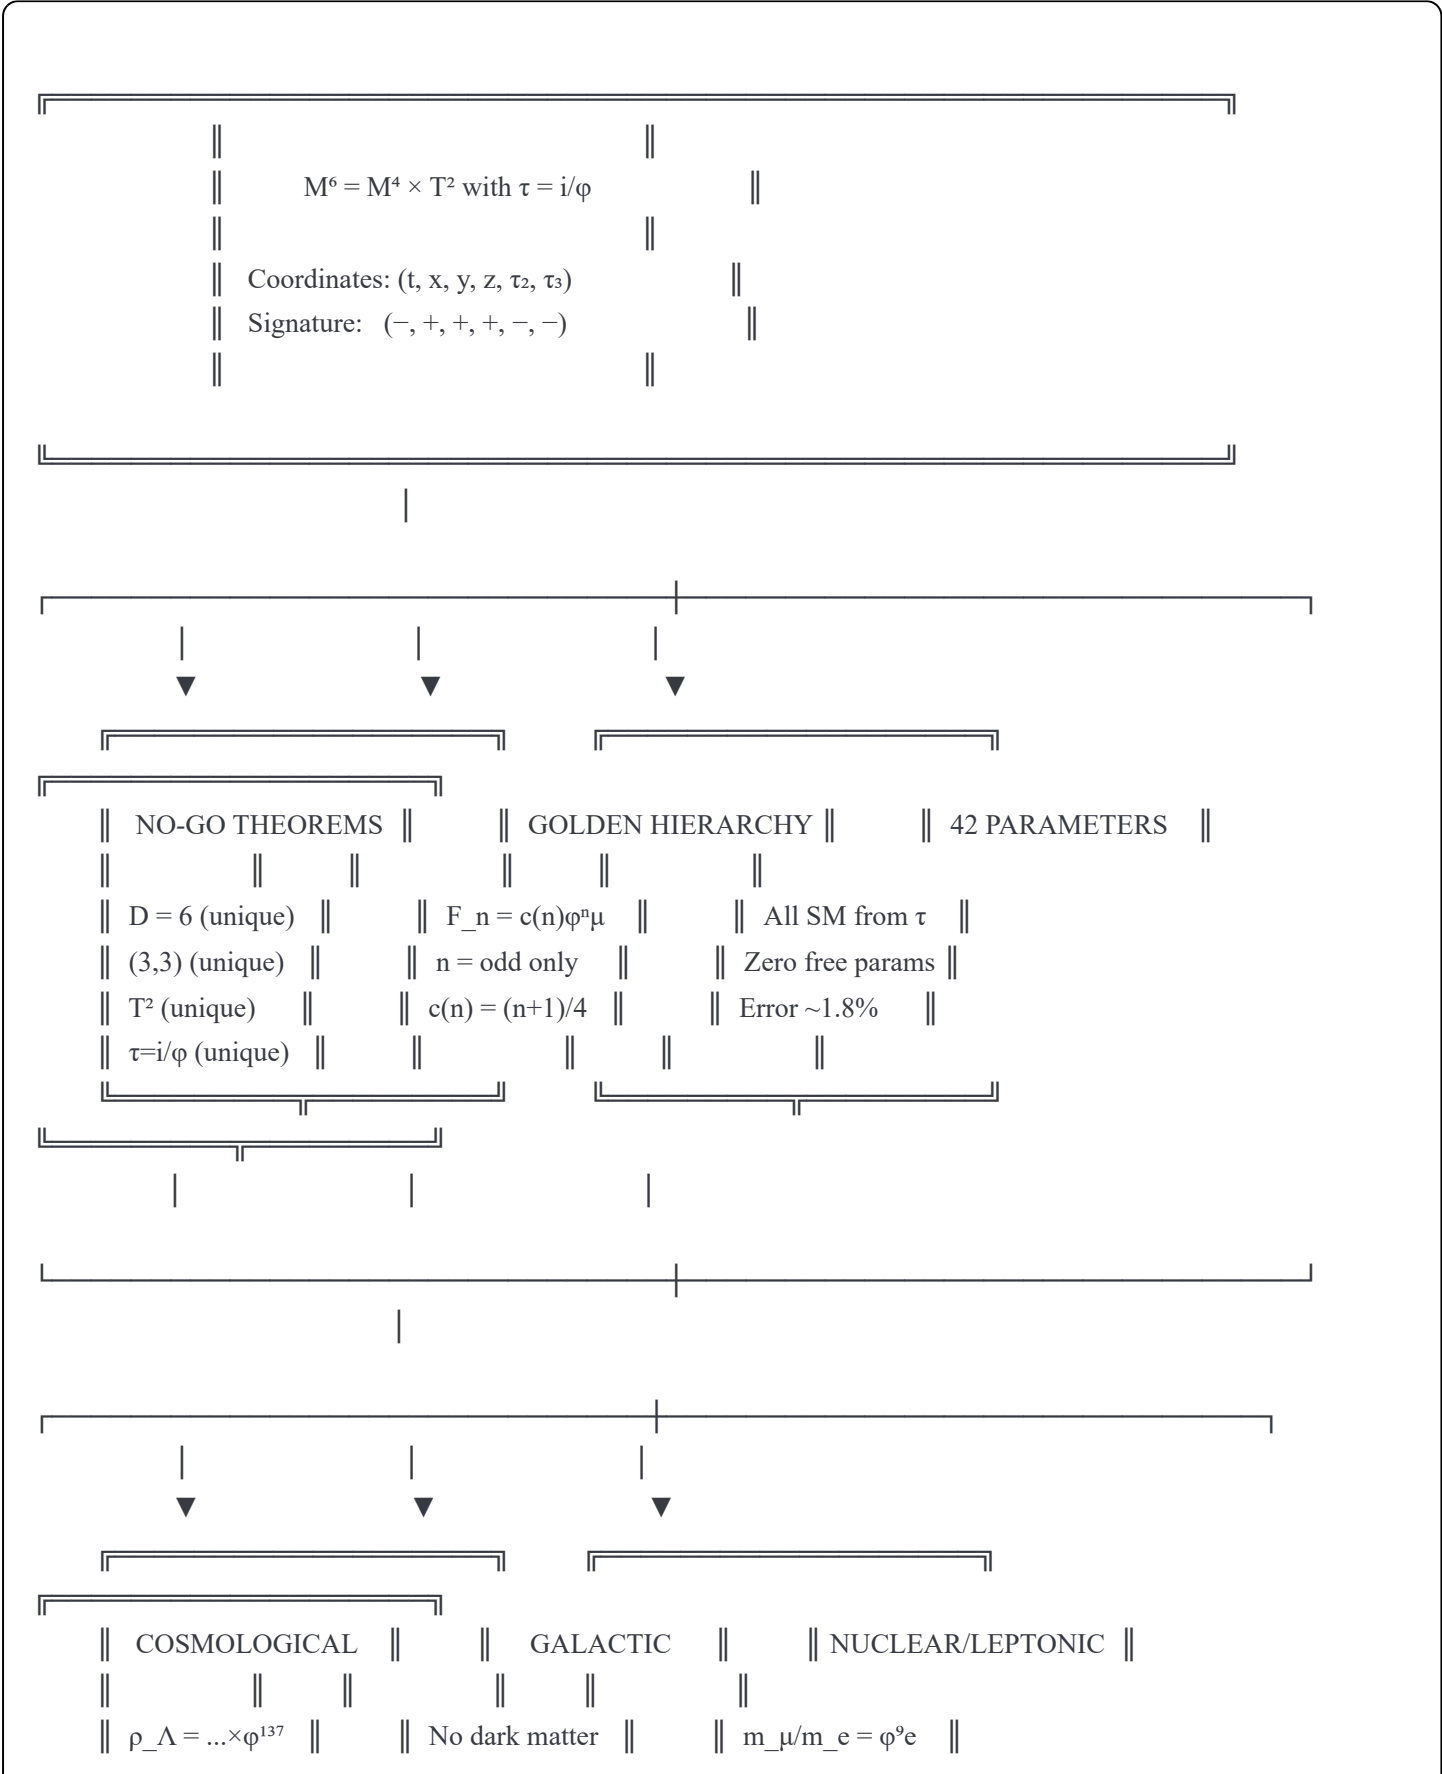 M⁶ = M⁴ × T² with τ = i/φ
Coordinates: (t, x, y, z, τ₂, τ₃)
Signature: (−, +, +, +, −, −)
NO-GO THEOREMS GOLDEN HIERARCHY 42 PARAMETERS
D = 6 (unique) F_n = c(n)φⁿμ All SM from τ
(3,3) (unique) n = odd only Zero free params
T² (unique) c(n) = (n+1)/4 Error ~1.8%
τ=i/φ (unique)
COSMOLOGICAL GALACTIC NUCLEAR/LEPTONIC
ρ_Λ = ...×φ¹³⁷ No dark matter m_μ/m_e = φ⁹e